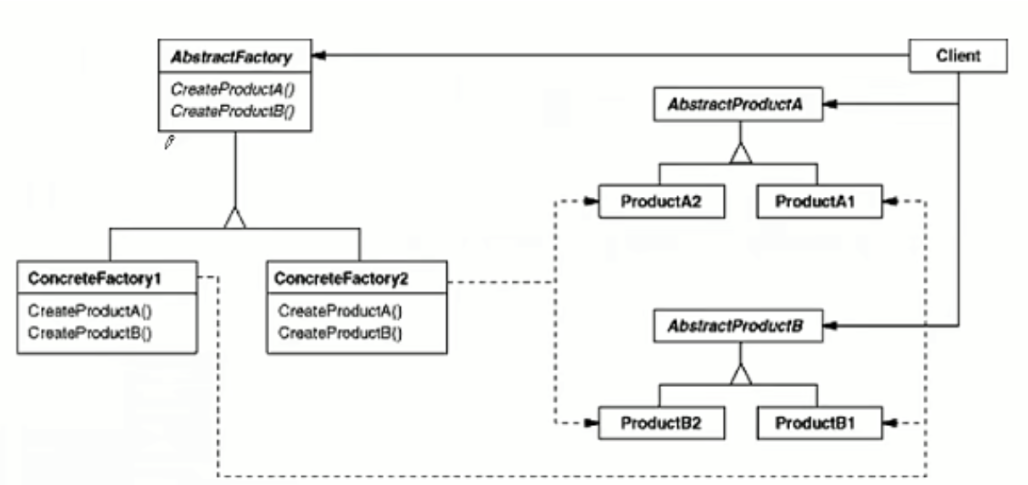 AbstractFactory
CreateProductA()
CreateProductB()
Client
AbstractProductA
ProductA2
ProductA1
ConcreteFactory1
CreateProductA()
CreateProductB()
ConcreteFactory2
CreateProductA()
CreateProductB()
AbstractProductB
ProductB2
ProductB1